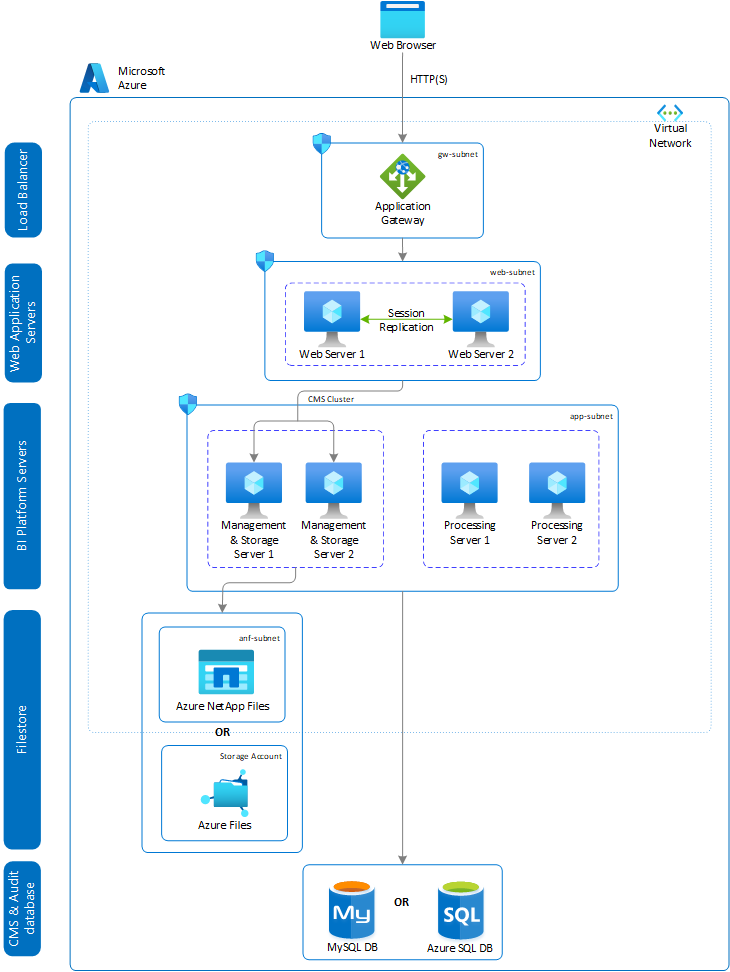 Web Browser
HTTP(S)
Microsoft
Azure
Virtual
Network
Load Balancer
gw-subnet
Application
Gateway
Web Application
Servers
web-subnet
Session
Replication
Web Server 1
Web Server 2
BI Platform Servers
CMS Cluster
app-subnet
Management
& Storage
Server 1
Management
& Storage
Server 2
Processing
Server 1
Processing
Server 2
Filestore
anf-subnet
Azure NetApp Files
OR
Storage Account
Azure Files
CMS & Audit
database
My
MySQL DB
OR
SQL
Azure SQL DB